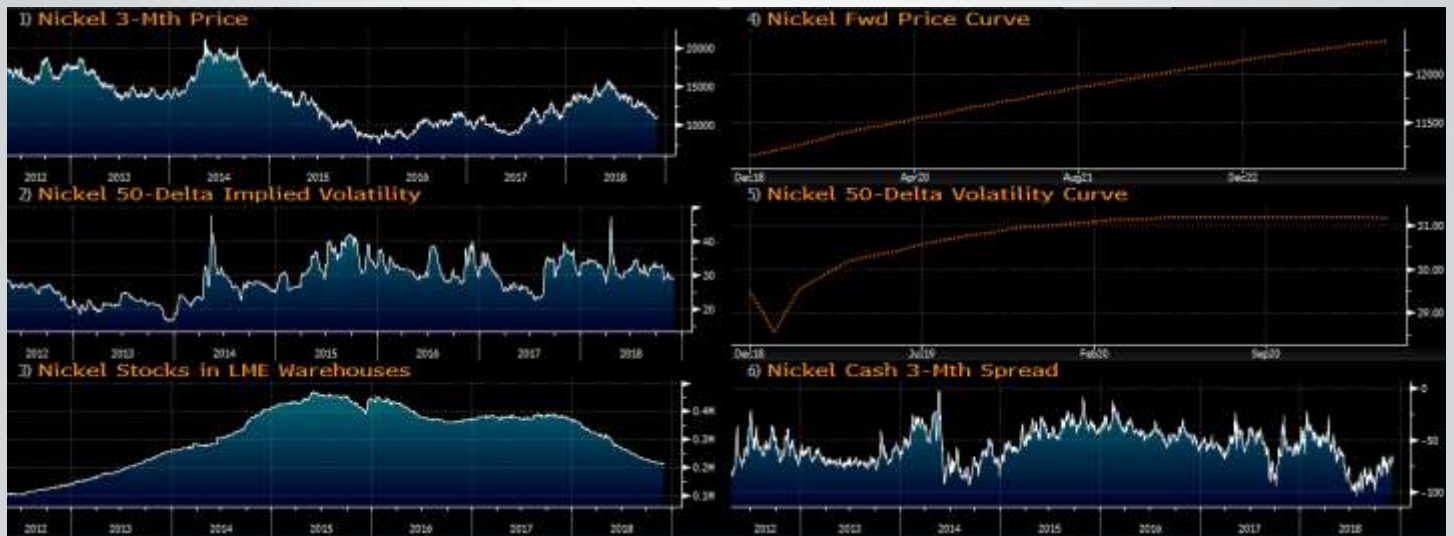 1) Nickel 3-Mth Price
20000
15000
10000
2012 2013 2014 2015 2016 2017 2018
2) Nickel 50-Delta Implied Volatility
40
30
20
2012 2013 2014 2015 2016 2017 2018
3) Nickel Stocks in LME Warehouses
0.4M
0.3M
0.2M
0.1M
2012 2013 2014 2015 2016 2017 2018
4) Nickel Fwd Price Curve
12000
11500
Dec18 Apr20 Aug21 Dec22
5) Nickel 50-Delta Volatility Curve
31.00
30.00
29.00
Dec18 Jul19 Feb20 Sep20
6) Nickel Cash 3-Mth Spread
0
-50
-100
2012 2013 2014 2015 2016 2017 2018